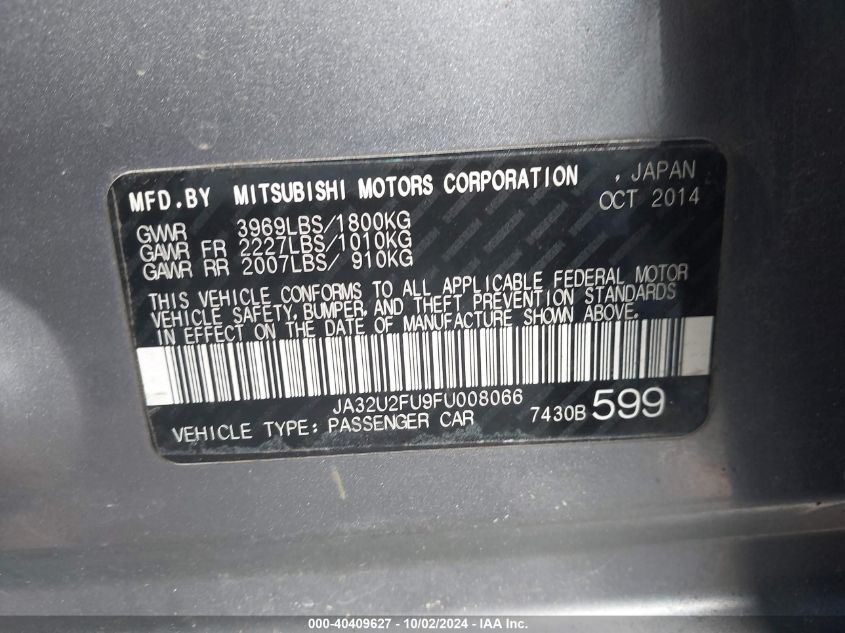 MFD.BY MITSUBISHI MOTORS CORPORATION , JAPAN
OCT 2014
GVWR 3969LBS/1800KG
GAWR FR 2227LBS/1010KG
GAWR RR 2007LBS/ 910KG
THIS VEHICLE CONFORMS TO ALL APPLICABLE FEDERAL MOTOR
VEHICLE SAFETY, BUMPER, AND THEFT PREVENTION STANDARDS
IN EFFECT ON THE DATE OF MANUFACTURE SHOWN ABOVE.
JA32U2FU9FU008066
VEHICLE TYPE: PASSENGER CAR 7430B 599
000-40409627 - 10/02/2024 - IAA Inc.